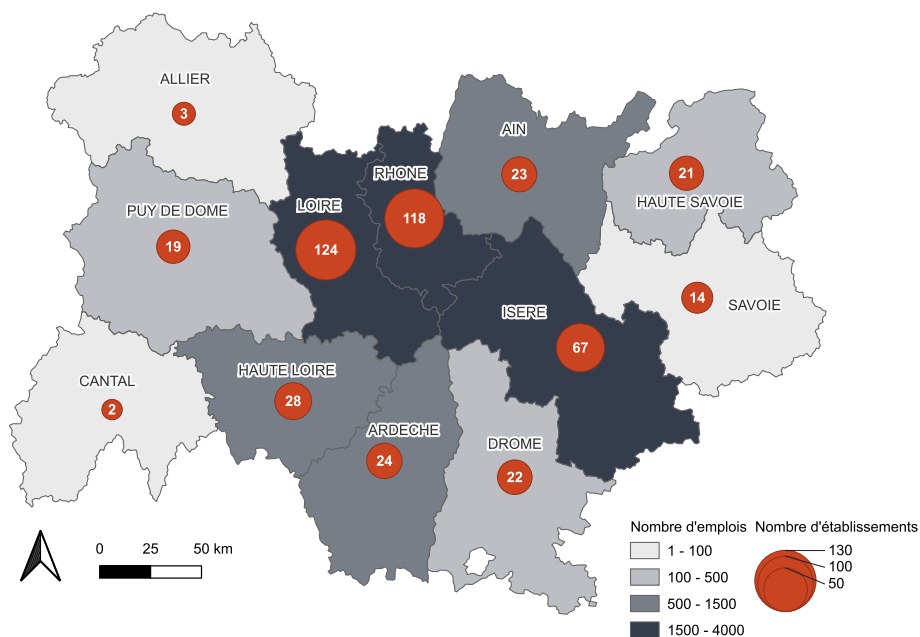 ALLIER
3
AIN
23
RHONE
118
21
HAUTE SAVOIE
PUY DE DOME
19
LOIRE
124
14
SAVOIE
ISERE
67
CANTAL
2
HAUTE LOIRE
28
ARDECHE
24
DROME
22
0 25 50 km
Nombre d'emplois
1 - 100
100 - 500
500 - 1500
1500 - 4000
Nombre d'établissements
130
100
50